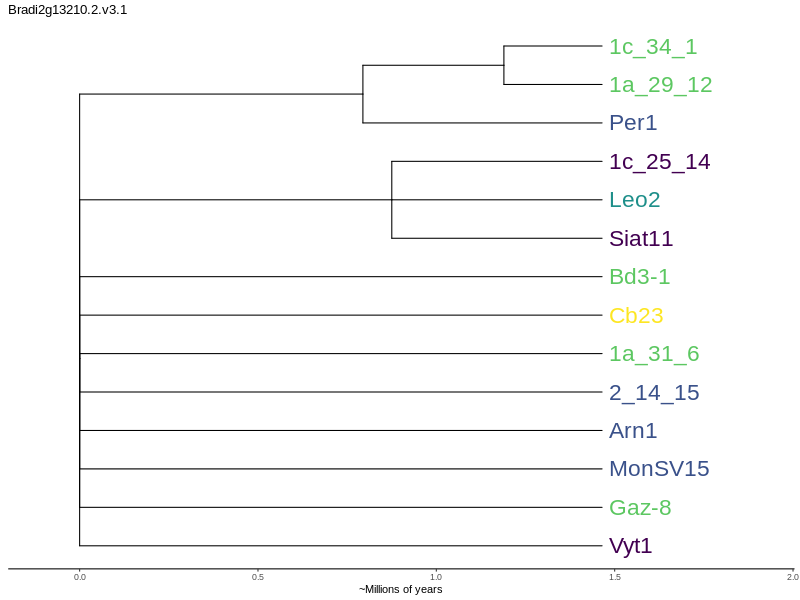 Bradi2g13210.2.v3.1
1c_34_1
1a_29_12
Per1
1c_25_14
Leo2
Siat11
Bd3-1
Cb23
1a_31_6
2_14_15
Arn1
MonSV15
Gaz-8
Vyt1
0.0 0.5 1.0 1.5 2.0
~Millions of years